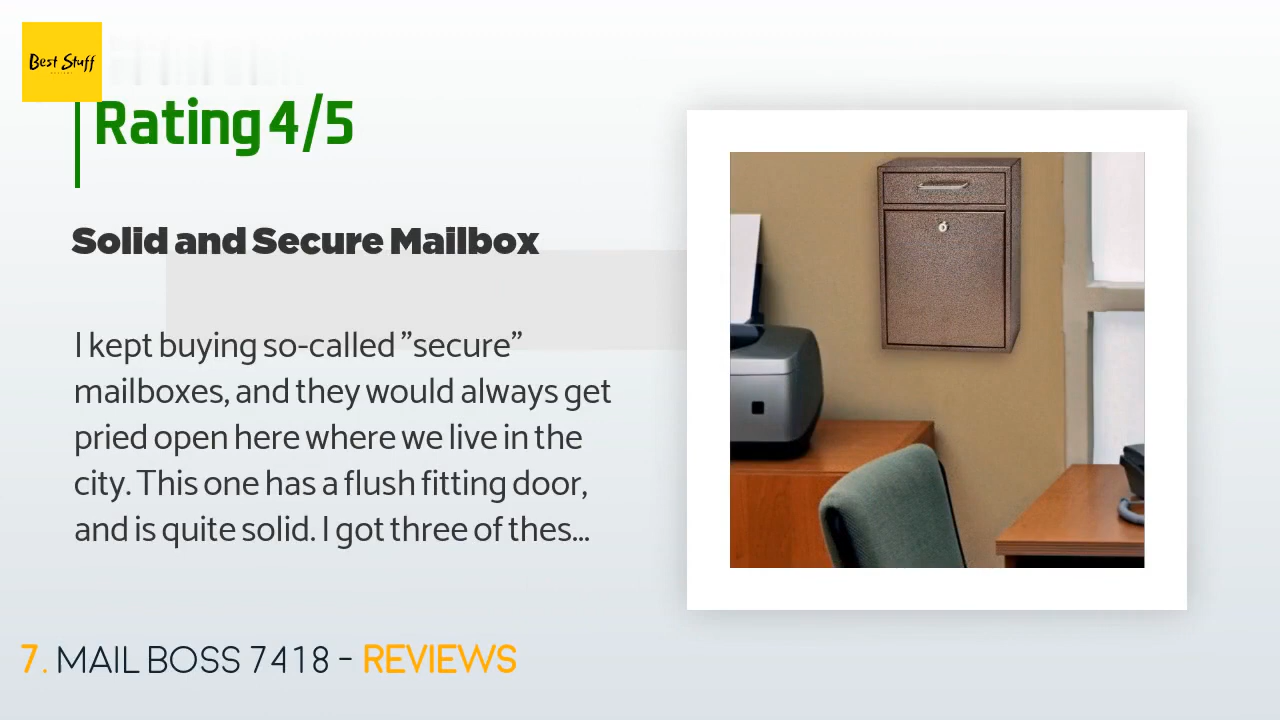 Best Stuff
Rating 4/5
Solid and Secure Mailbox
I kept buying so-called ”secure”
mailboxes, and they would always get
pried open here where we live in the
city. This one has a flush fitting door,
and is quite solid. I got three of thes...
7. MAIL BOSS 7418 - REVIEWS